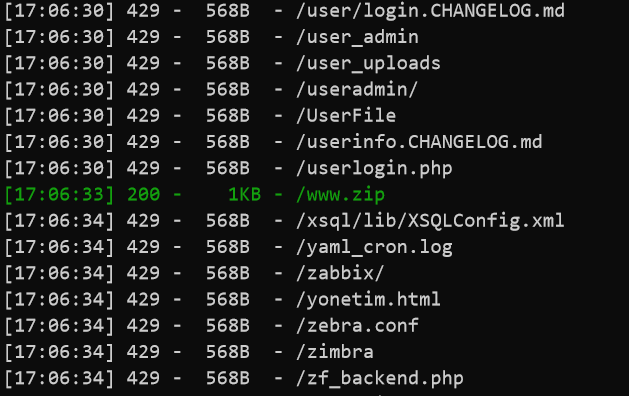 [17:06:30] 429 - 568B - /user/login.CHANGELOG.md
[17:06:30] 429 - 568B - /user_admin
[17:06:30] 429 - 568B - /user_uploads
[17:06:30] 429 - 568B - /useradmin/
[17:06:30] 429 - 568B - /UserFile
[17:06:30] 429 - 568B - /userinfo.CHANGELOG.md
[17:06:30] 429 - 568B - /userlogin.php
[17:06:33] 200 - 1KB - /www.zip
[17:06:34] 429 - 568B - /xsql/lib/XSQLConfig.xml
[17:06:34] 429 - 568B - /yaml_cron.log
[17:06:34] 429 - 568B - /zabbix/
[17:06:34] 429 - 568B - /yonetim.html
[17:06:34] 429 - 568B - /zebra.conf
[17:06:34] 429 - 568B - /zimbra
[17:06:34] 429 - 568B - /zf_backend.php